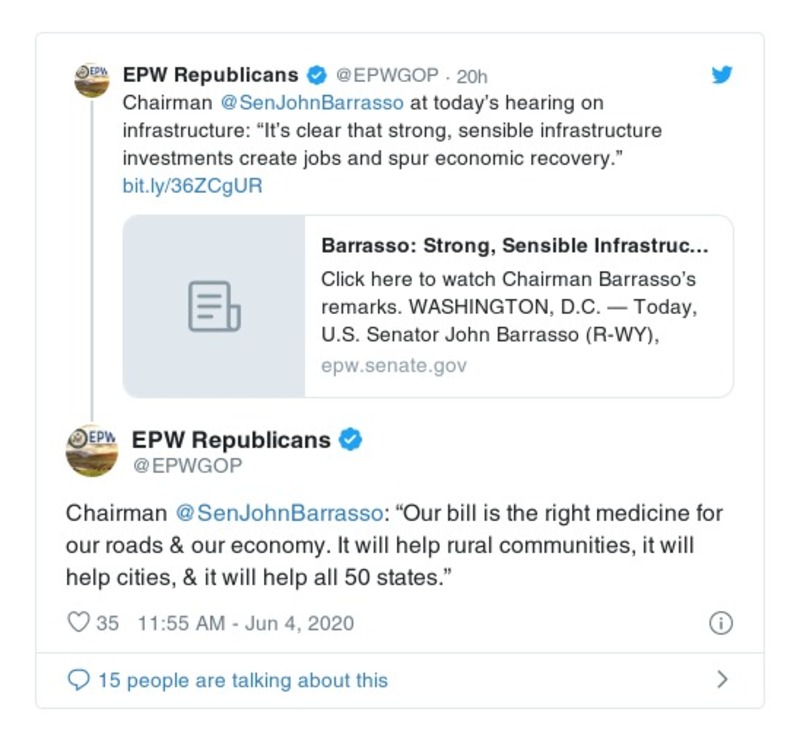 EPW Republicans @EPWGOP · 20h
Chairman @SenJohnBarrasso at today’s hearing on
infrastructure: “It’s clear that strong, sensible infrastructure
investments create jobs and spur economic recovery.”
bit.ly/36ZCgUR
Barrasso: Strong, Sensible Infrastruc...
Click here to watch Chairman Barrasso’s
remarks. WASHINGTON, D.C. — Today,
U.S. Senator John Barrasso (R-WY),
epw.senate.gov
EPW
EPW Republicans
@EPWGOP
Chairman @SenJohnBarrasso: “Our bill is the right medicine for
our roads & our economy. It will help rural communities, it will
help cities, & it will help all 50 states.”
35 11:55 AM - Jun 4, 2020
15 people are talking about this